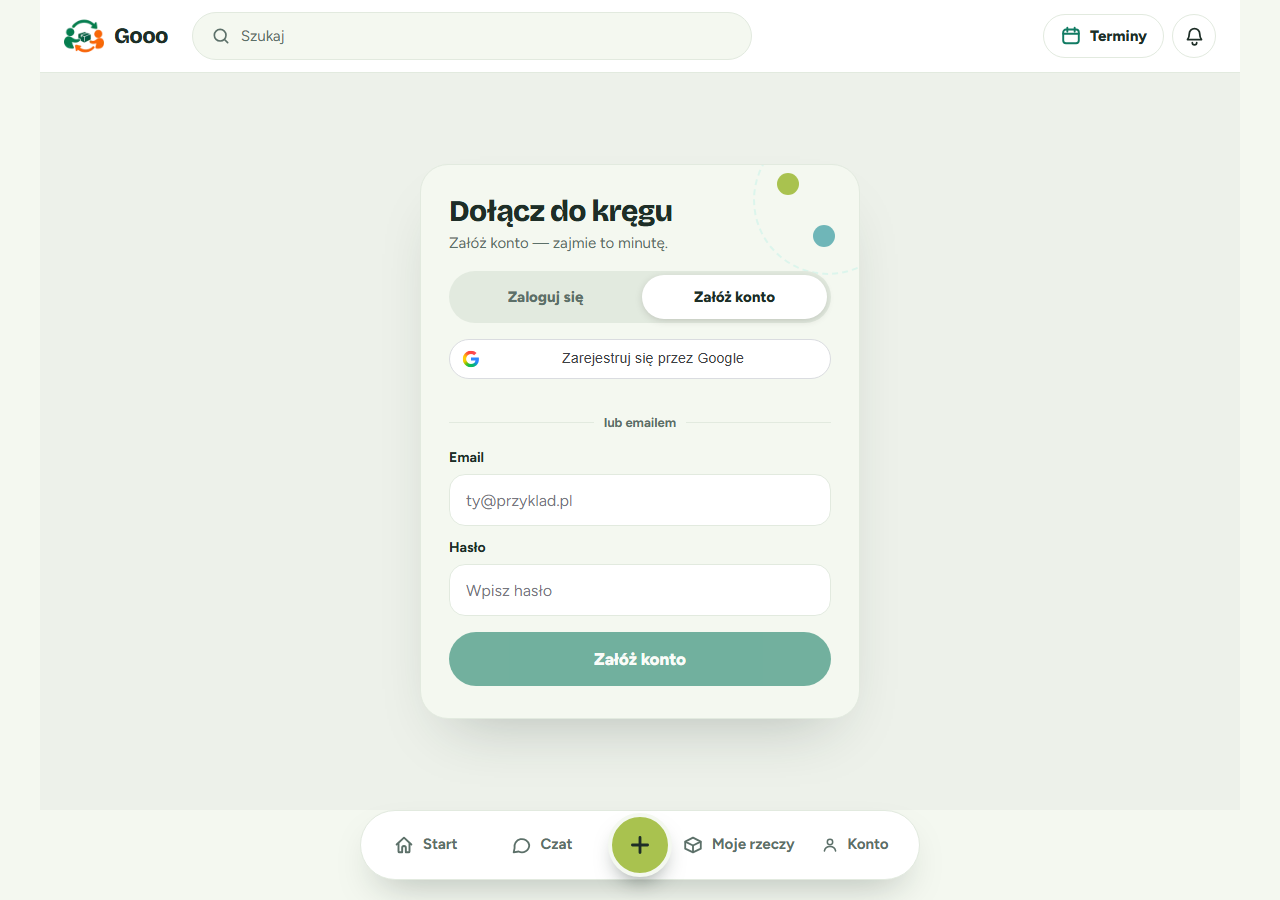 Gooo
Szukaj
Terminy
Dołącz do kręgu
Załóż konto — zajmie to minutę.
Zaloguj się
Załóż konto
Zarejestruj się przez Google
lub emailem
Email
ty@przyklad.pl
Hasło
Wpisz hasło
Załóż konto
Start
Czat
Moje rzeczy
Konto